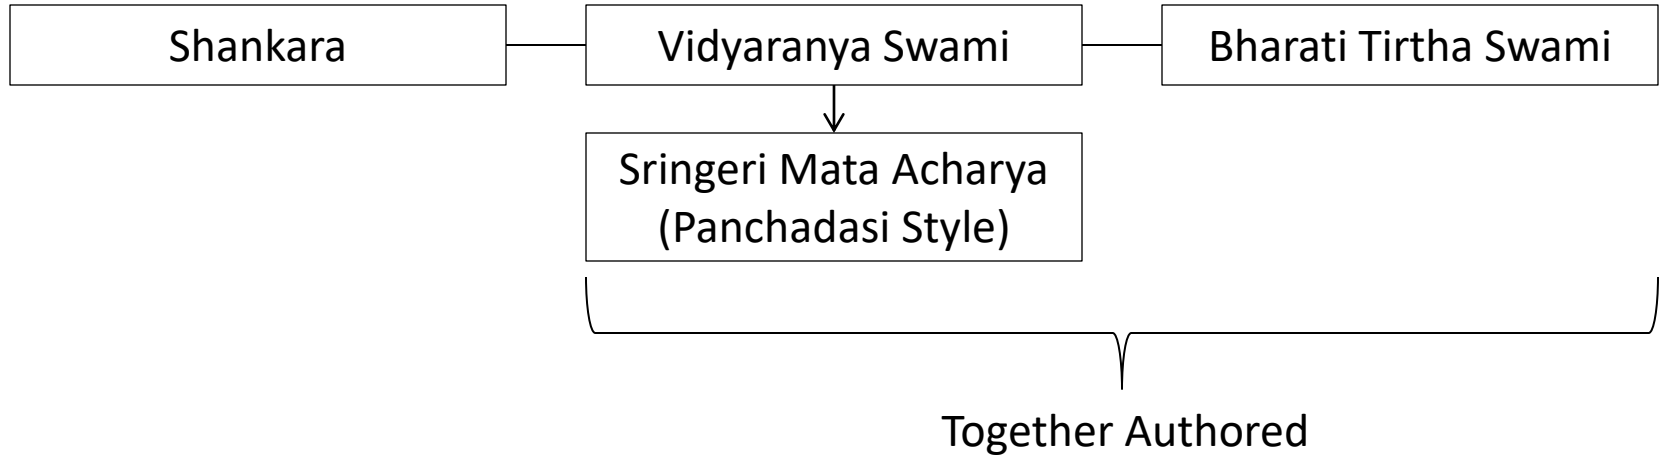 Shankara
Vidyaranya Swami
Bharati Tirtha Swami
Sringeri Mata Acharya
(Panchadasi Style)
Together Authored